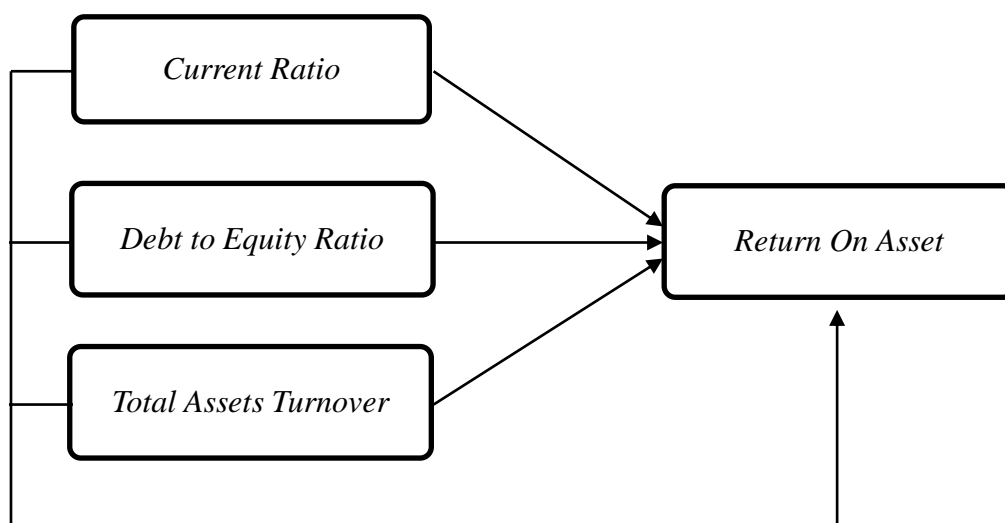 Current Ratio
Debt to Equity Ratio
Return On Asset
Total Assets Turnover